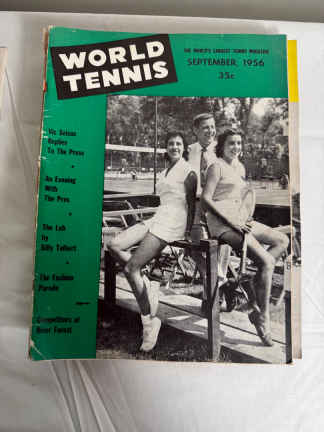 WORLD
TENNIS
THE WORLD'S LARGEST TENNIS MAGAZINE
SEPTEMBER, 1956
35c
Vic Seixas
Replies
To The Press
An Evening
With
The Pros
The Lob
by
Billy Talbert
The Fashion
Parade
Competitors at
River Forest